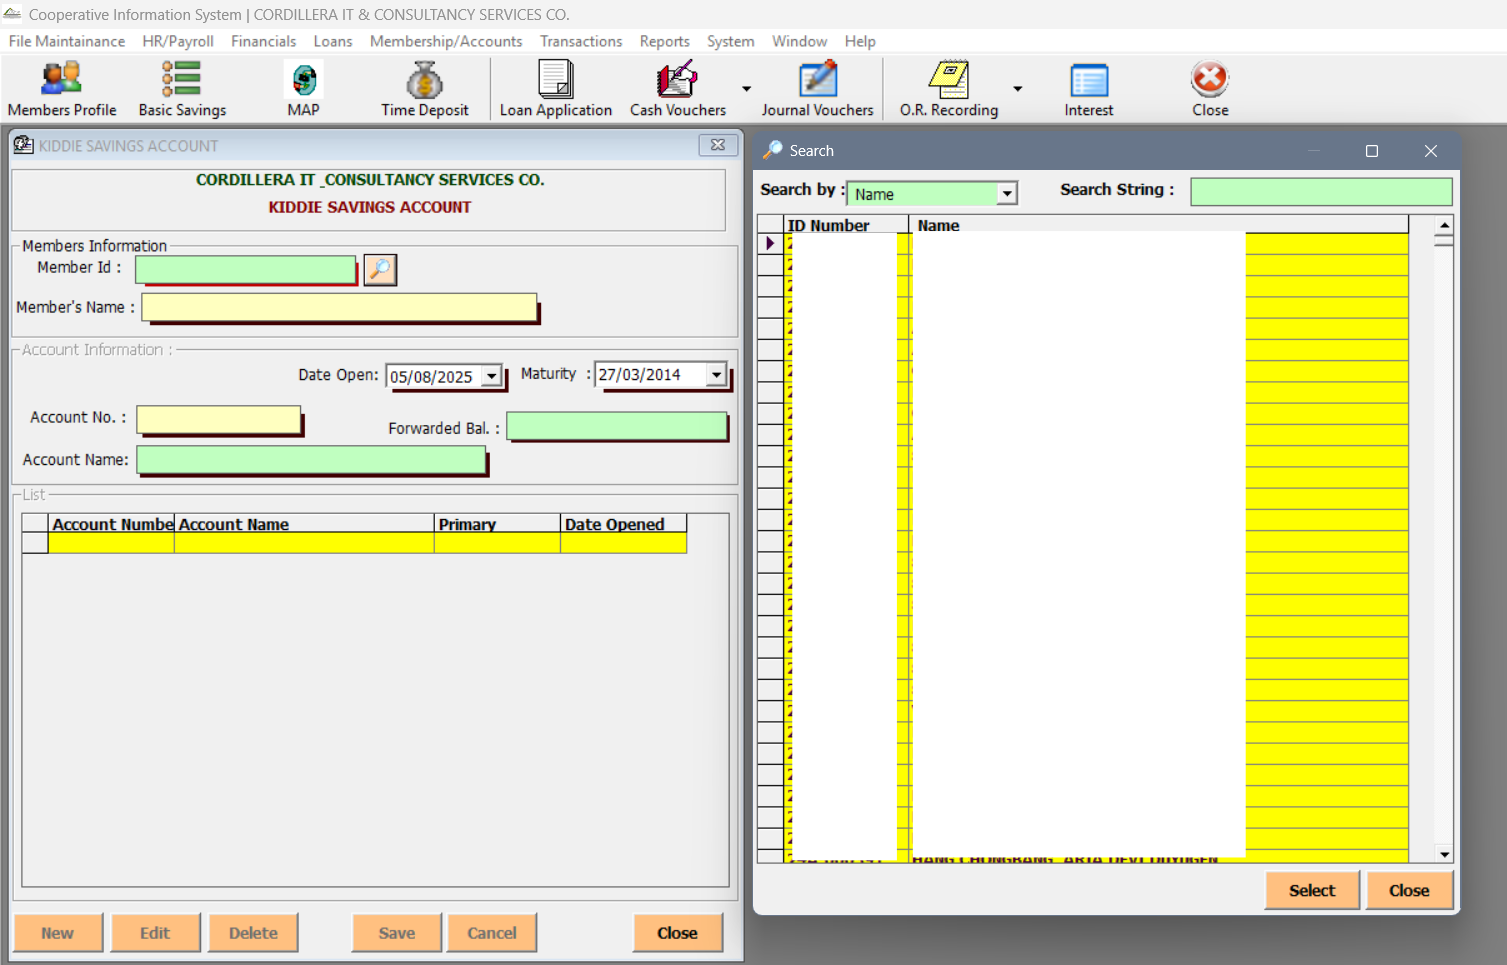 Cooperative Information System | CORDILLERA IT & CONSULTANCY SERVICES CO.
File Maintainance HR/Payroll Financials Loans Membership/Accounts Transactions Reports System Window Help
Members Profile Basic Savings MAP Time Deposit Loan Application Cash Vouchers Journal Vouchers O.R. Recording Interest Close
KIDDIE SAVINGS ACCOUNT
CORDILLERA IT _CONSULTANCY SERVICES CO.
KIDDIE SAVINGS ACCOUNT
Members Information
Member Id :
Member's Name :
Account Information :
Date Open: 05/08/2025 Maturity : 27/03/2014
Account No. :
Forwarded Bal. :
Account Name:
List
Account Numbe Account Name Primary Date Opened
New Edit Delete Save Cancel Close
Search
Search by : Name Search String :
ID Number Name
Select Close